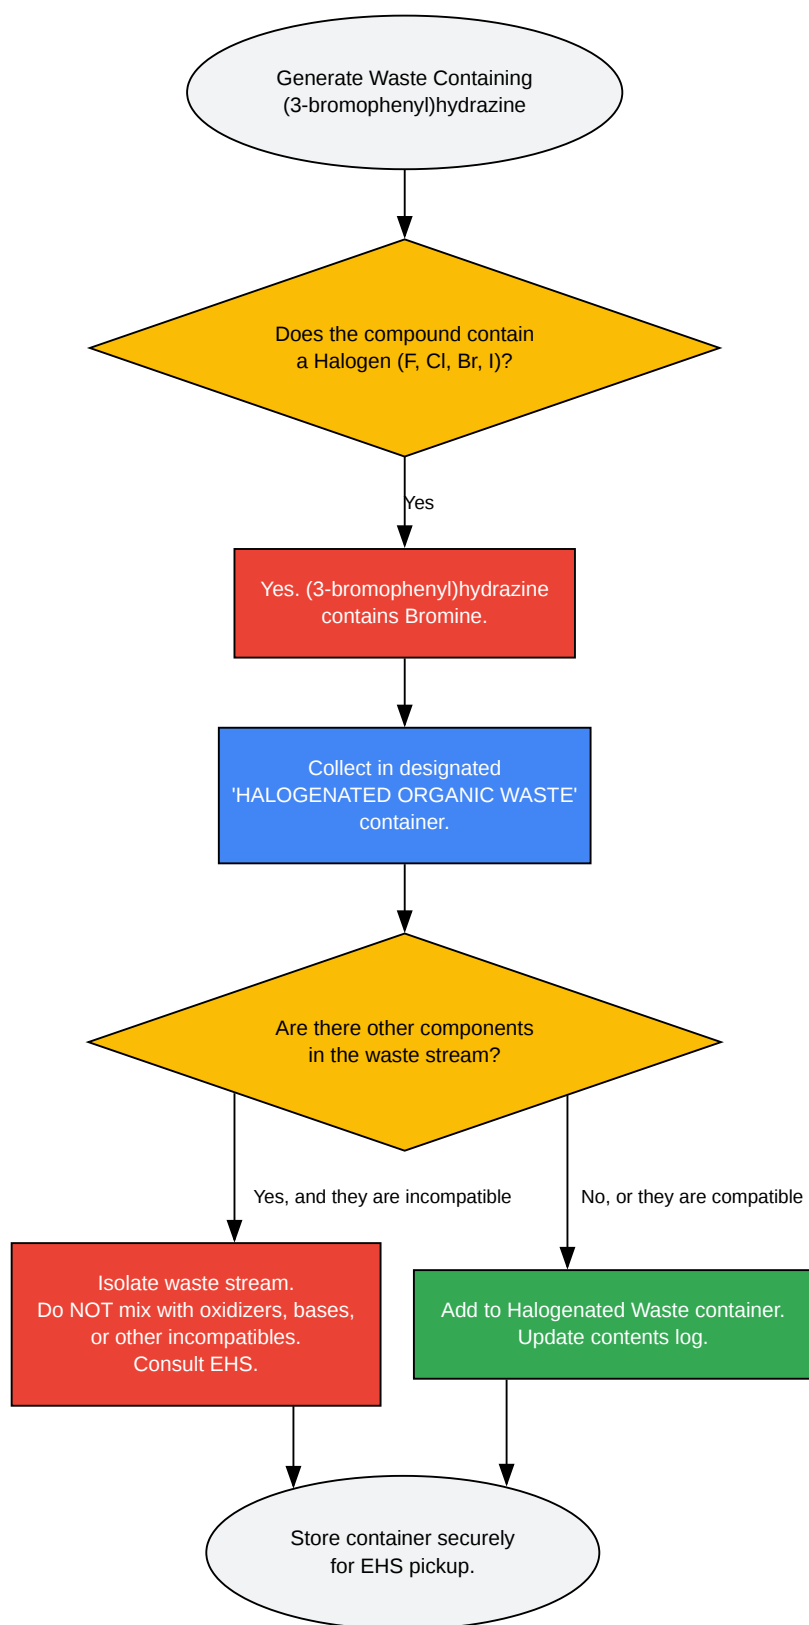 Generate Waste Containing
(3-bromophenyl)hydrazine
Does the compound contain
a Halogen (F, Cl, Br, I)?
Yes
Yes. (3-bromophenyl)hydrazine
contains Bromine.
Collect in designated
'HALOGENATED ORGANIC WASTE'
container.
Are there other components
in the waste stream?
Yes, and they are incompatible
No, or they are compatible
Isolate waste stream.
Do NOT mix with oxidizers, bases,
or other incompatibles.
Consult EHS.
Add to Halogenated Waste container.
Update contents log.
Store container securely
for EHS pickup.